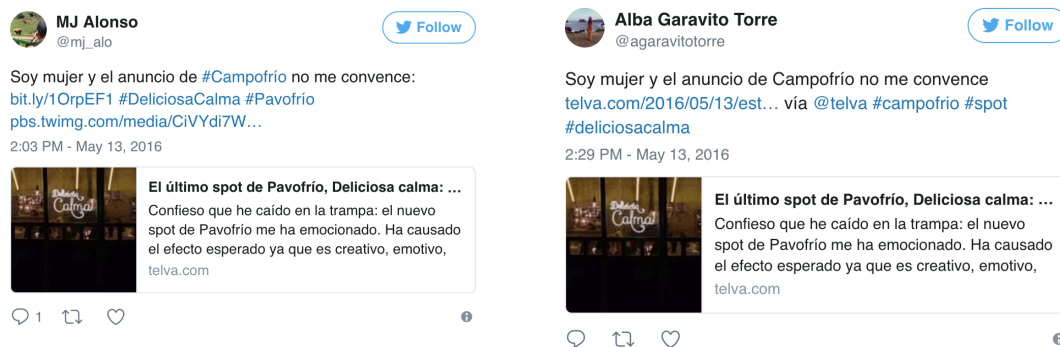 MJ Alonso
@mj_alo
Follow
Soy mujer y el anuncio de #Campofrío no me convence:
bit.ly/1OrpEF1 #DeliciosaCalma #Pavofrío
pbs.twimg.com/media/CiVYdi7W…
2:03 PM - May 13, 2016
Deliciosa
Calma
El último spot de Pavofrío, Deliciosa calma: ...
Confieso que he caído en la trampa: el nuevo
spot de Pavofrío me ha emocionado. Ha causado
el efecto esperado ya que es creativo, emotivo,
telva.com
1
Alba Garavito Torre
@agaravitotorre
Follow
Soy mujer y el anuncio de Campofrío no me convence
telva.com/2016/05/13/est… vía @telva #campofrio #spot
#deliciosacalma
2:29 PM - May 13, 2016
Deliciosa
Calma
El último spot de Pavofrío, Deliciosa calma: ...
Confieso que he caído en la trampa: el nuevo
spot de Pavofrío me ha emocionado. Ha causado
el efecto esperado ya que es creativo, emotivo,
telva.com